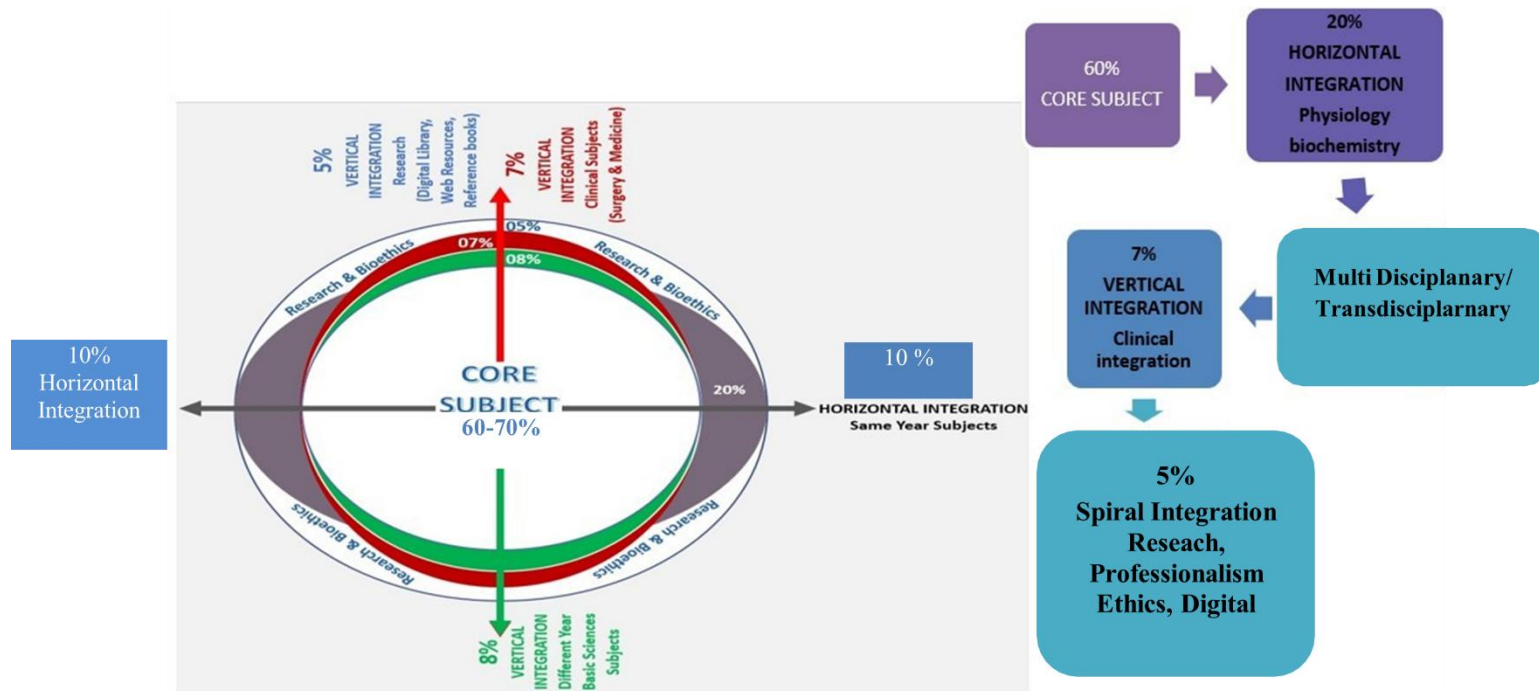 5%
VERTICAL
INTEGRATION
Research
(Digital Library,
Web Resources,
Reference books)
7%
VERTICAL
INTEGRATION
Clinical Subjects
(Surgery & Medicine)
05%
07%
08%
Research & Bioethics
Research & Bioethics
10%
Horizontal
Integration
CORE
SUBJECT
60-70%
20%
10 %
HORIZONTAL INTEGRATION
Same Year Subjects
Research & Bioethics
Research & Bioethics
8%
VERTICAL
INTEGRATION
Different Year
Basic Sciences
Subjects
60%
CORE SUBJECT
20%
HORIZONTAL
INTEGRATION
Physiology
biochemistry
Multi Disciplanary/
Transdisciplarnary
7%
VERTICAL
INTEGRATION
Clinical
integration
5%
Spiral Integration
Reseach,
Professionalism
Ethics, Digital